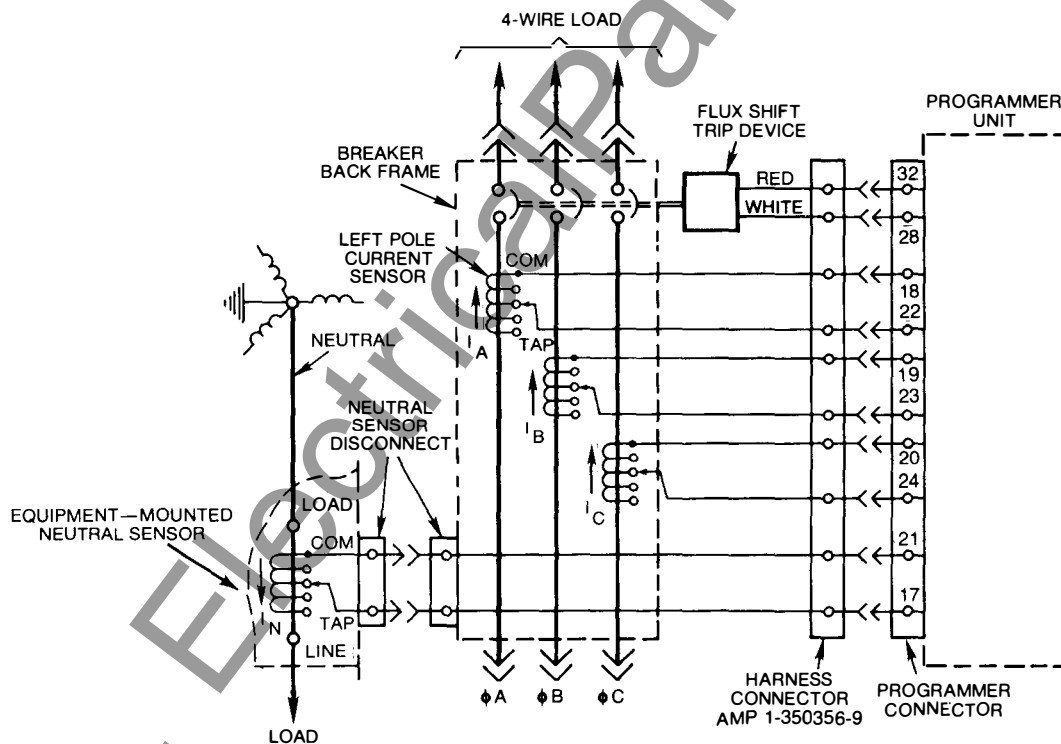 4-WIRE LOAD
FLUX SHIFT
TRIP DEVICE
PROGRAMMER
UNIT
BREAKER
BACK FRAME
RED
WHITE
32
28
LEFT POLE
CURRENT
SENSOR
COM
18
22
I A
TAP
NEUTRAL
19
23
I B
NEUTRAL
SENSOR
DISCONNECT
20
24
I C
LOAD
EQUIPMENT—MOUNTED
NEUTRAL SENSOR
COM
21
17
I N
TAP
LINE
ϕA
ϕB
ϕC
HARNESS
CONNECTOR
AMP 1-350356-9
PROGRAMMER
CONNECTOR
LOAD
ElectricalPa